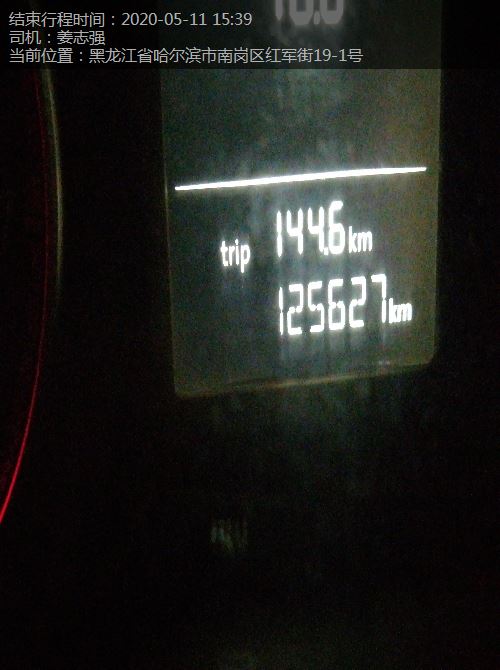 结束行程时间：2020-05-11 15:39
司机：姜志强
当前位置：黑龙江省哈尔滨市南岗区红军街19-1号
trip 144.6 km
125627 km